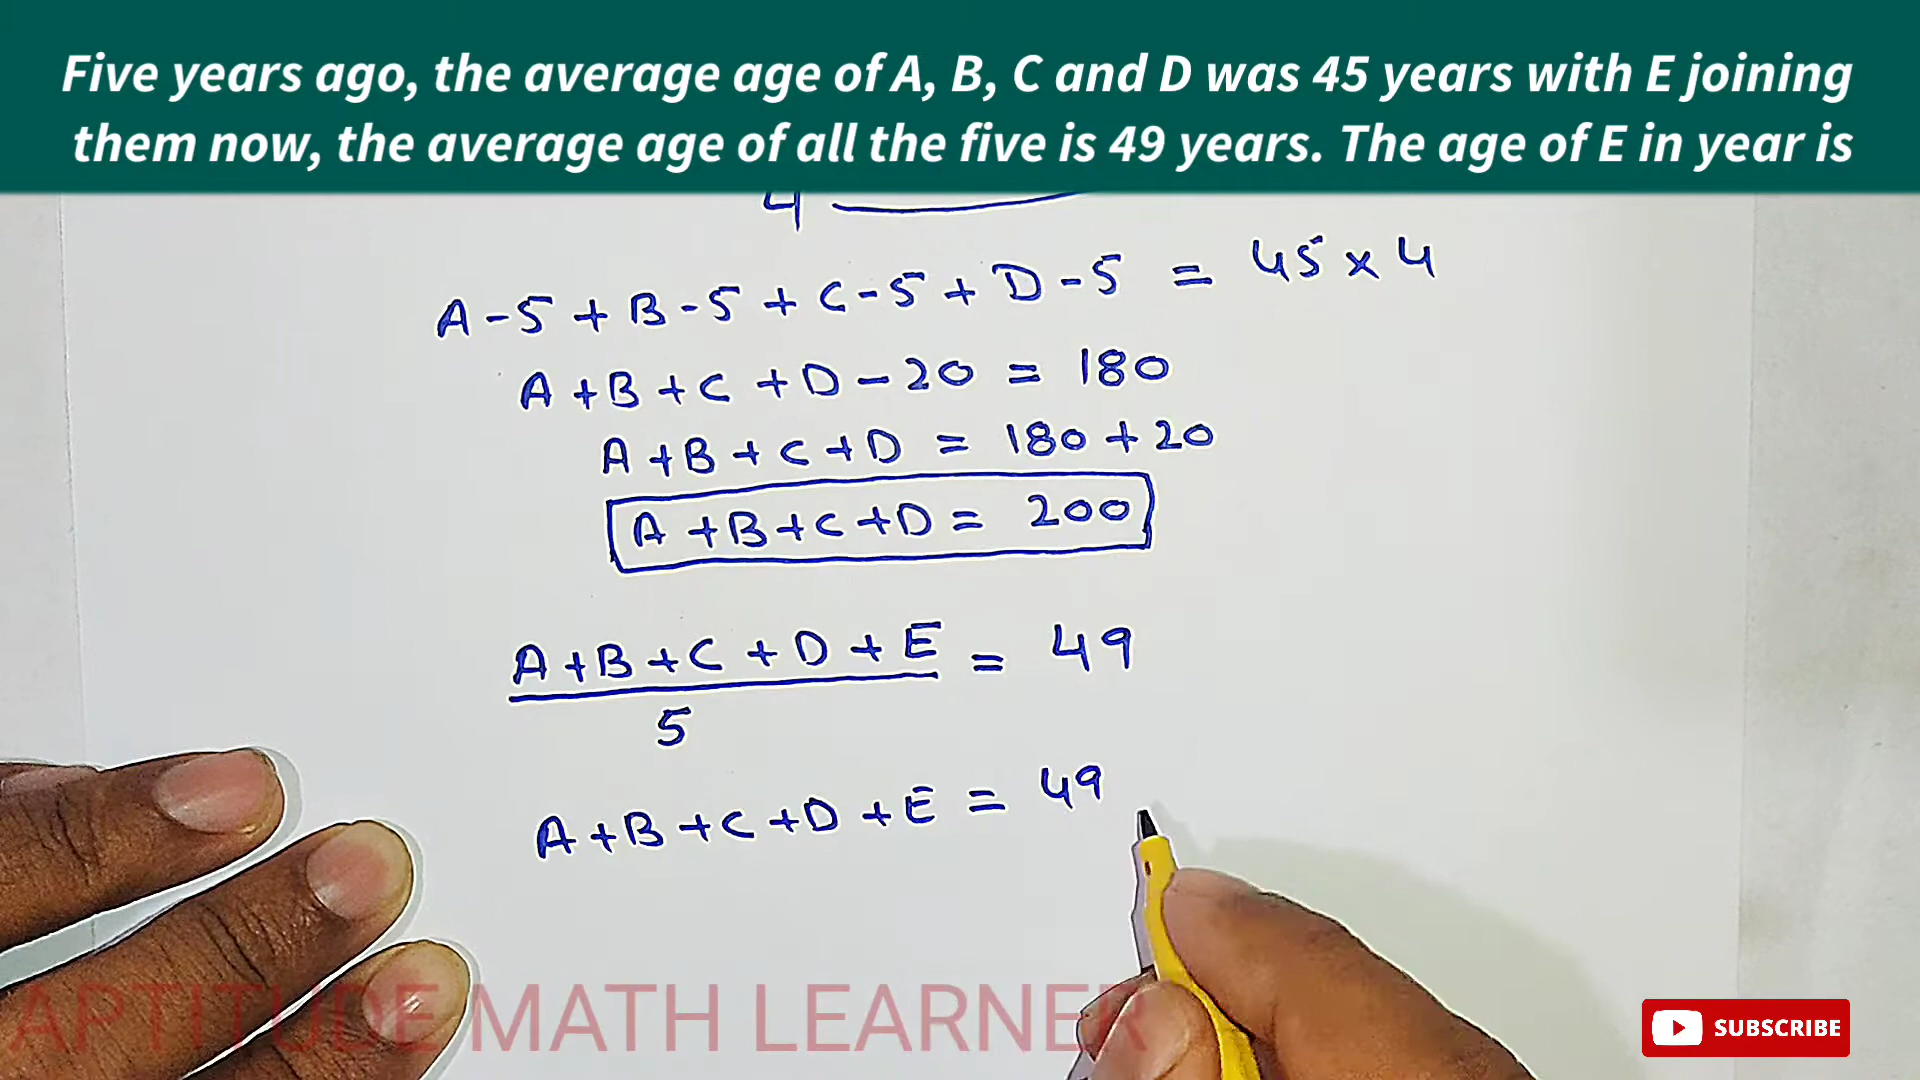 Five years ago, the average age of A, B, C and D was 45 years with E joining
them now, the average age of all the five is 49 years. The age of E in year is
4
A-5+B-5+C-5+D-5 = 45×4
A+B+C+D-20 = 180
A+B+C+D = 180+20
A+B+C+D = 200
A+B+C+D+E = 49
5
A+B+C+D+E = 49
APTITUDE MATH LEARNER
SUBSCRIBE